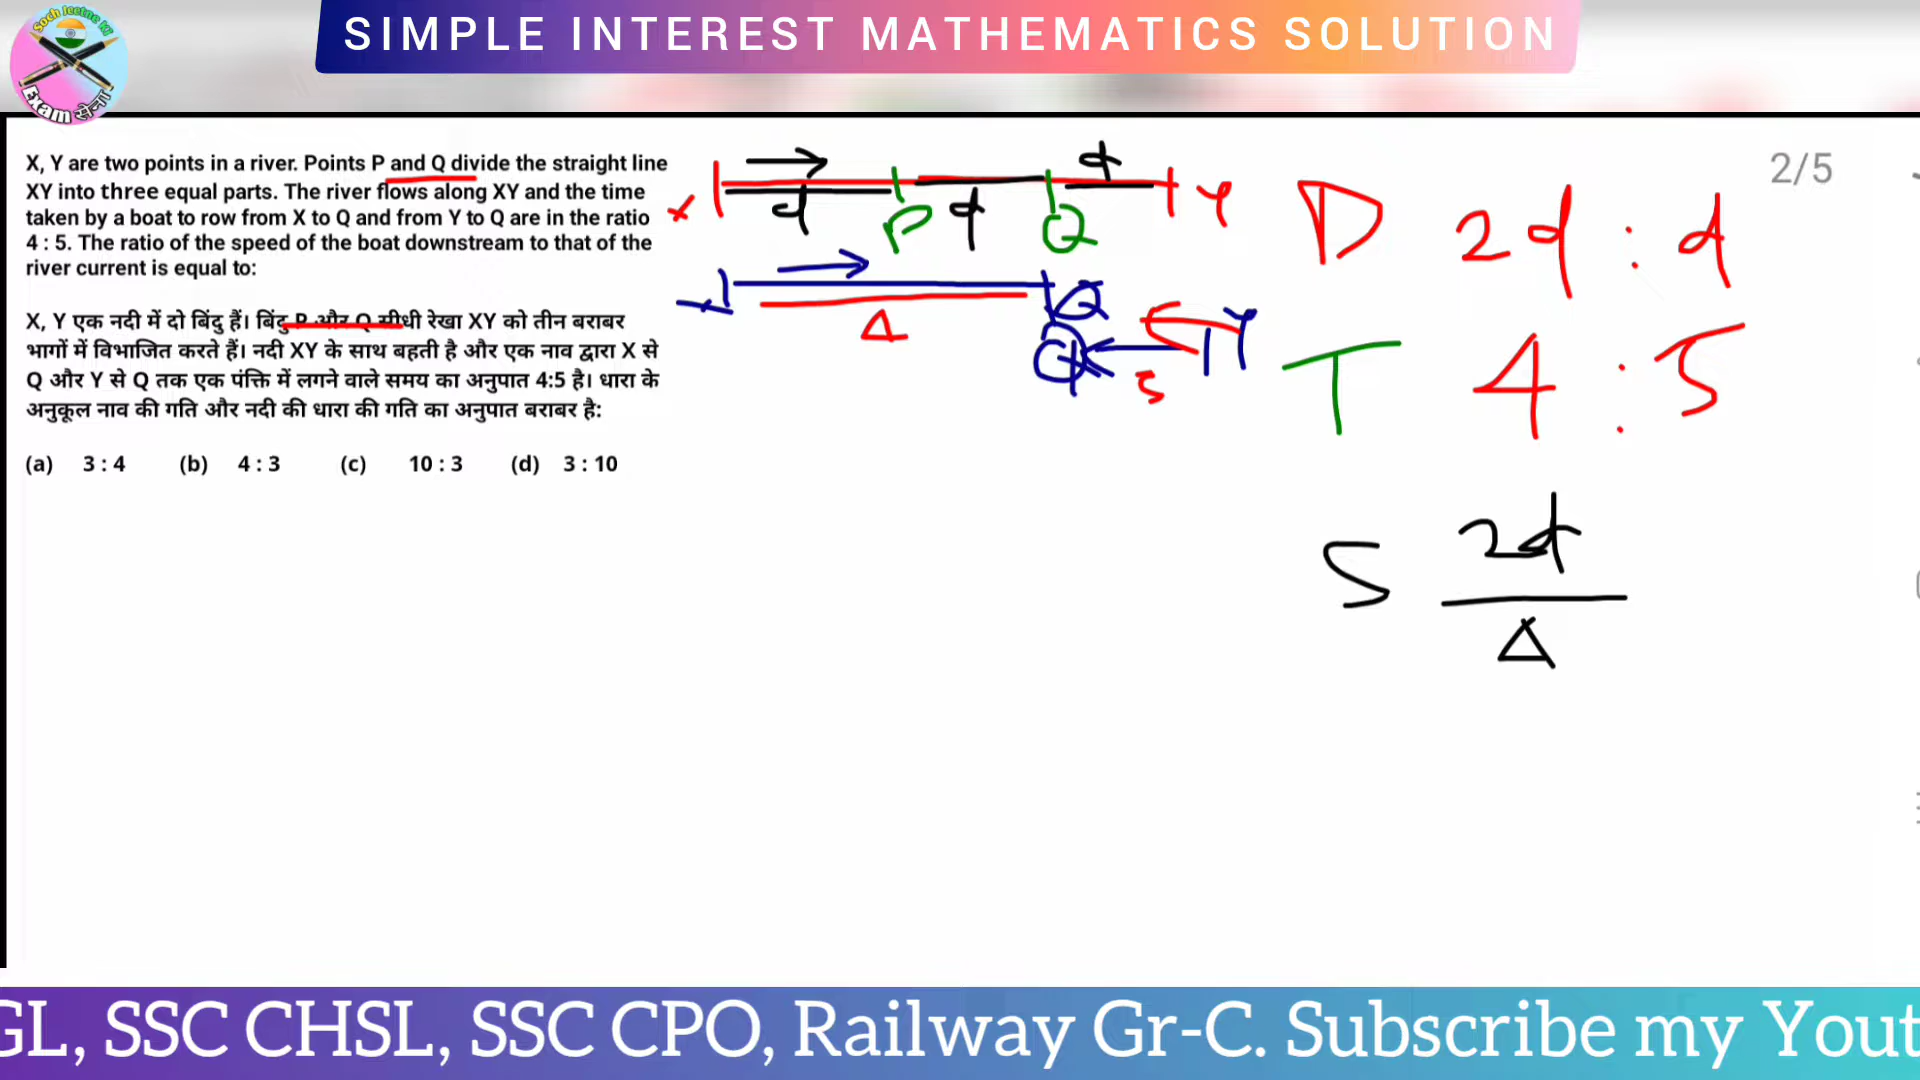 Soch Jeetne Ki
Exam सेना
SIMPLE INTEREST MATHEMATICS SOLUTION
2/5
X, Y are two points in a river. Points P and Q divide the straight line
XY into three equal parts. The river flows along XY and the time
taken by a boat to row from X to Q and from Y to Q are in the ratio
4 : 5. The ratio of the speed of the boat downstream to that of the
river current is equal to:
X, Y एक नदी में दो बिंदु हैं। बिंदु P और Q सीधी रेखा XY को तीन बराबर
भागों में विभाजित करते हैं। नदी XY के साथ बहती है और एक नाव द्वारा X से
Q और Y से Q तक एक पंक्ति में लगने वाले समय का अनुपात 4:5 है। धारा के
अनुकूल नाव की गति और नदी की धारा की गति का अनुपात बराबर है:
(a) 3 : 4 (b) 4 : 3 (c) 10 : 3 (d) 3 : 10
d
X d P d Q Y
X Q
4 Q 5 Y
D 2d : d
T 4 : 5
S 2d
4
GL, SSC CHSL, SSC CPO, Railway Gr-C. Subscribe my Yout